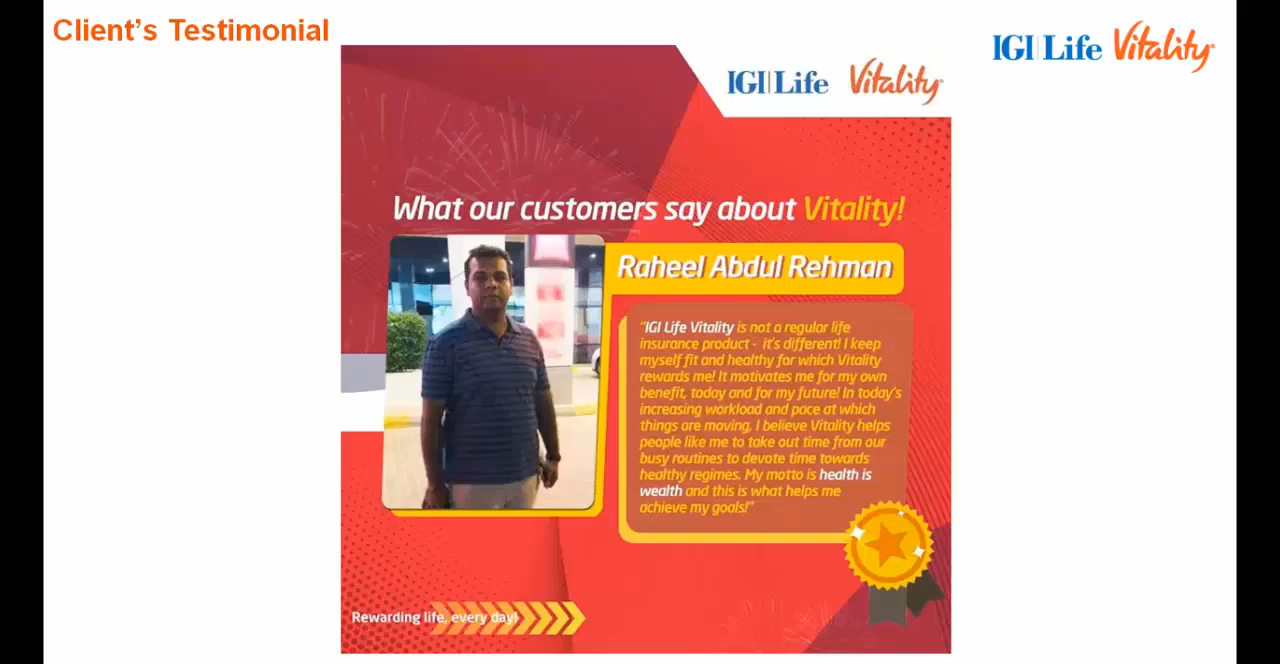 Client's Testimonial
IGI Life Vitality
IGI Life Vitality
What our customers say about Vitality!
Raheel Abdul Rehman
"IGI Life Vitality is not a regular life
insurance product - it's different! I keep
myself fit and healthy for which Vitality
rewards me! It motivates me for my own
benefit, today and for my future! In today's
increasing workload and pace at which
things are moving, I believe Vitality helps
people like me to take out time from our
busy routines to devote time towards
healthy regimes. My motto is health is
wealth and this is what helps me
achieve my goals!"
Rewarding life, every day!